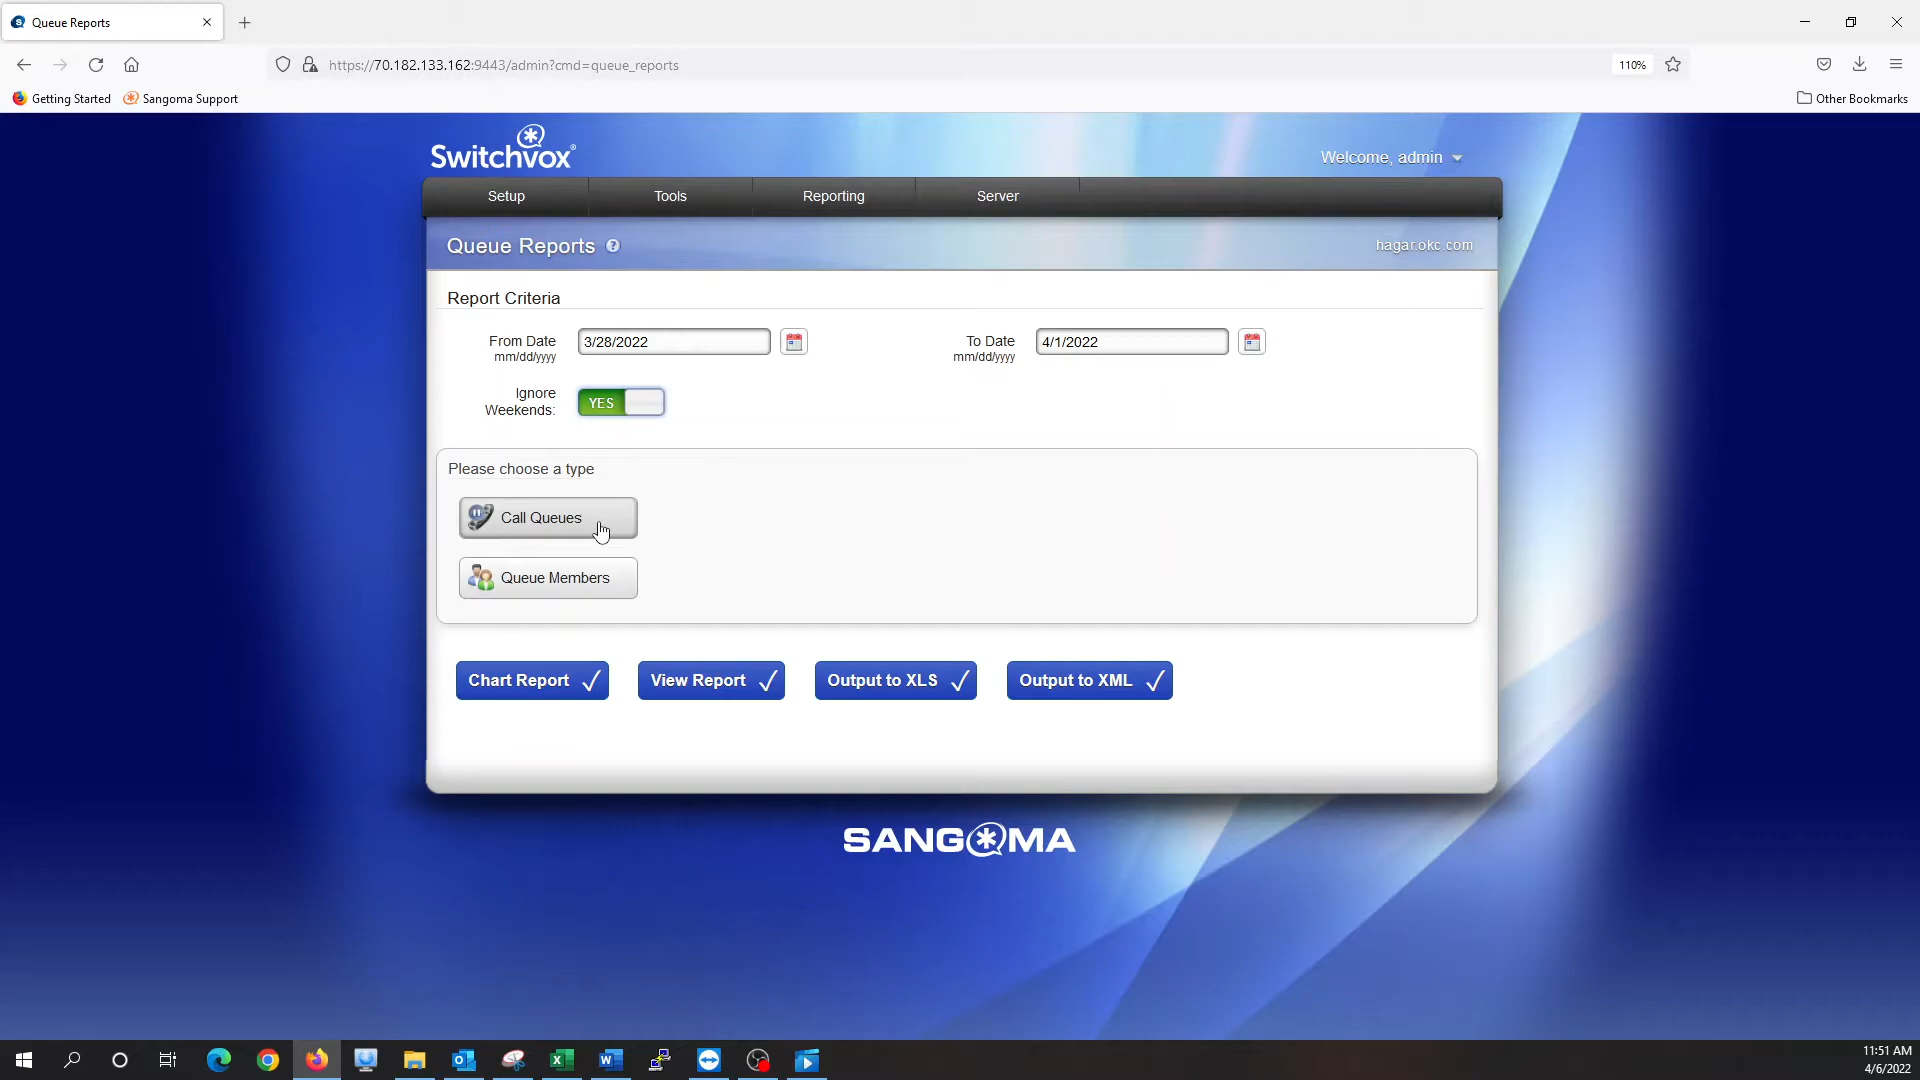 Queue Reports
https://70.182.133.162:9443/admin?cmd=queue_reports
110%
Getting Started
Sangoma Support
Other Bookmarks
Switchvox
Welcome, admin
Setup
Tools
Reporting
Server
Queue Reports ?
hagar.okc.com
Report Criteria
From Date
mm/dd/yyyy
3/28/2022
To Date
mm/dd/yyyy
4/1/2022
Ignore
Weekends:
YES
Please choose a type
Call Queues
Queue Members
Chart Report
View Report
Output to XLS
Output to XML
SANGOMA
11:51 AM
4/6/2022